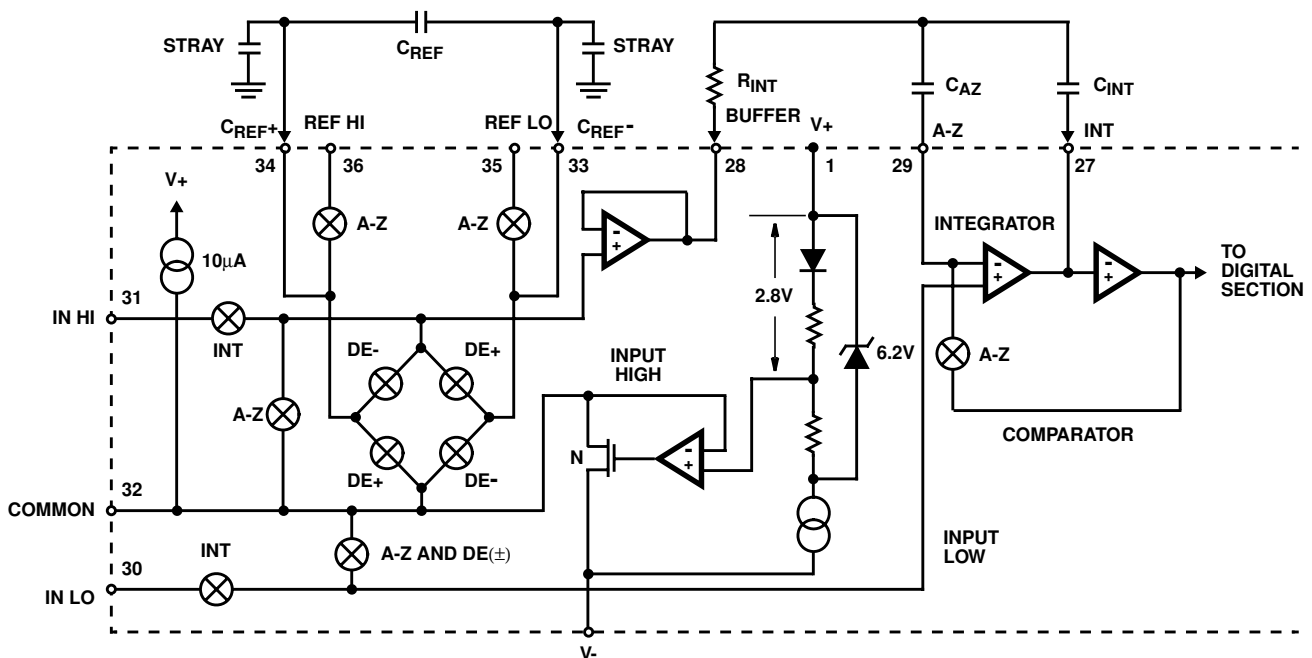 STRAY
C_REF
STRAY
R_INT
C_AZ
C_INT
C_REF+
REF HI
REF LO
C_REF-
BUFFER
V+
A-Z
INT
34
36
35
33
28
1
29
27
V+
A-Z
A-Z
INTEGRATOR
-
+
-
+
-
TO
DIGITAL
SECTION
10μA
2.8V
31
IN HI
INT
DE-
DE+
INPUT
HIGH
6.2V
A-Z
A-Z
COMPARATOR
N
-
+
DE+
DE-
32
COMMON
INT
A-Z AND DE(±)
INPUT
LOW
30
IN LO
V-